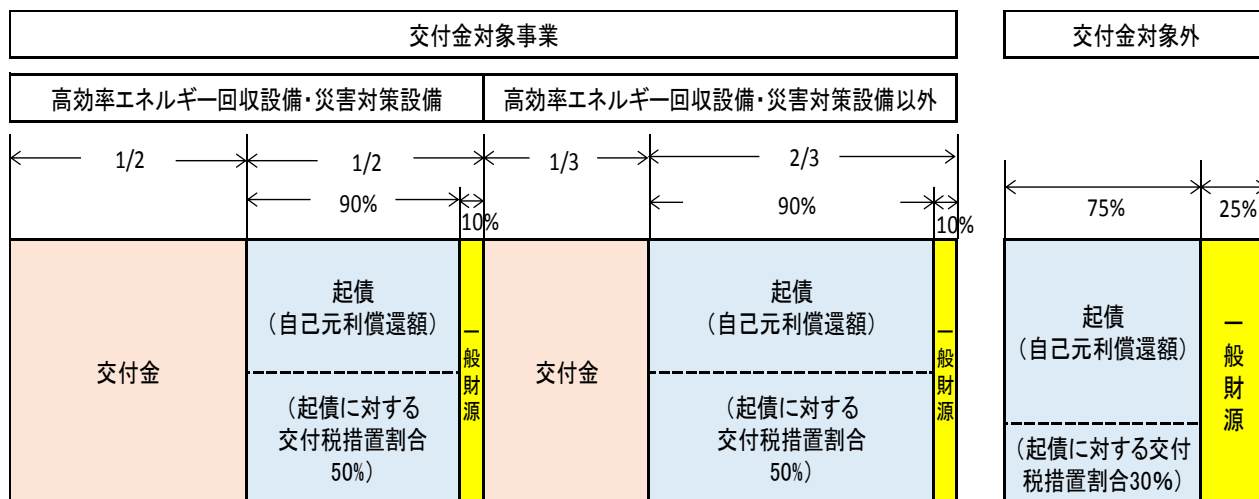 交付金対象事業
交付金対象外
高効率エネルギー回収設備・災害対策設備
高効率エネルギー回収設備・災害対策設備以外
1/2
1/2
1/3
2/3
90%
10%
90%
10%
75%
25%
交付金
起債
（自己元利償還額）
（起債に対する
交付税措置割合
50%）
一般財源
交付金
起債
（自己元利償還額）
（起債に対する
交付税措置割合
50%）
一般財源
起債
（自己元利償還額）
（起債に対する交付
税措置割合30%）
一般財源